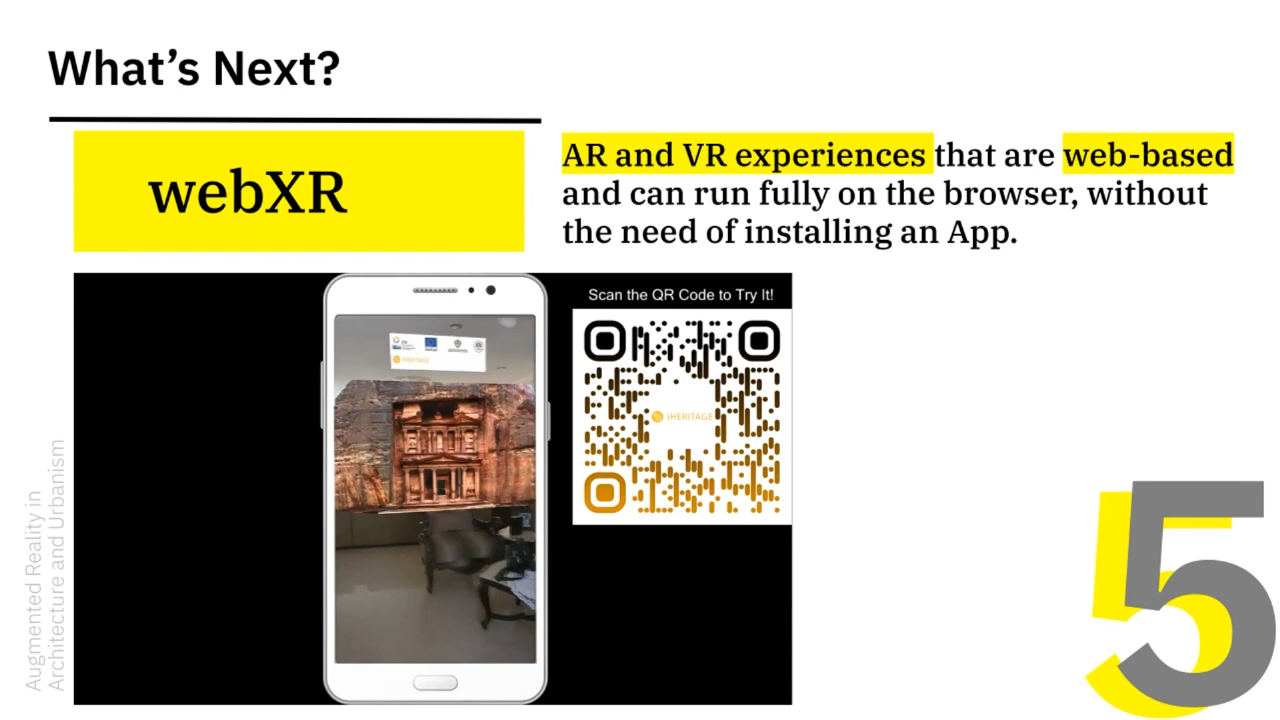 What’s Next?
webXR
AR and VR experiences that are web-based
and can run fully on the browser, without
the need of installing an App.
Scan the QR Code to Try It!
iHERITAGE
iHERITAGE
Augmented Reality in
Architecture and Urbanism
5